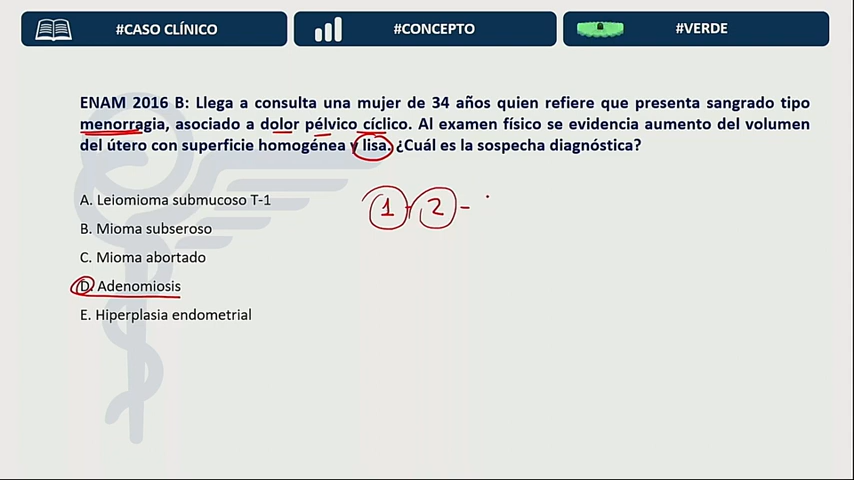 #CASO CLÍNICO
#CONCEPTO
#VERDE
ENAM 2016 B: Llega a consulta una mujer de 34 años quien refiere que presenta sangrado tipo
menorragia, asociado a dolor pélvico cíclico. Al examen físico se evidencia aumento del volumen
del útero con superficie homogénea y lisa. ¿Cuál es la sospecha diagnóstica?
A. Leiomioma submucoso T-1
B. Mioma subseroso
C. Mioma abortado
D. Adenomiosis
E. Hiperplasia endometrial
1 - 2 -